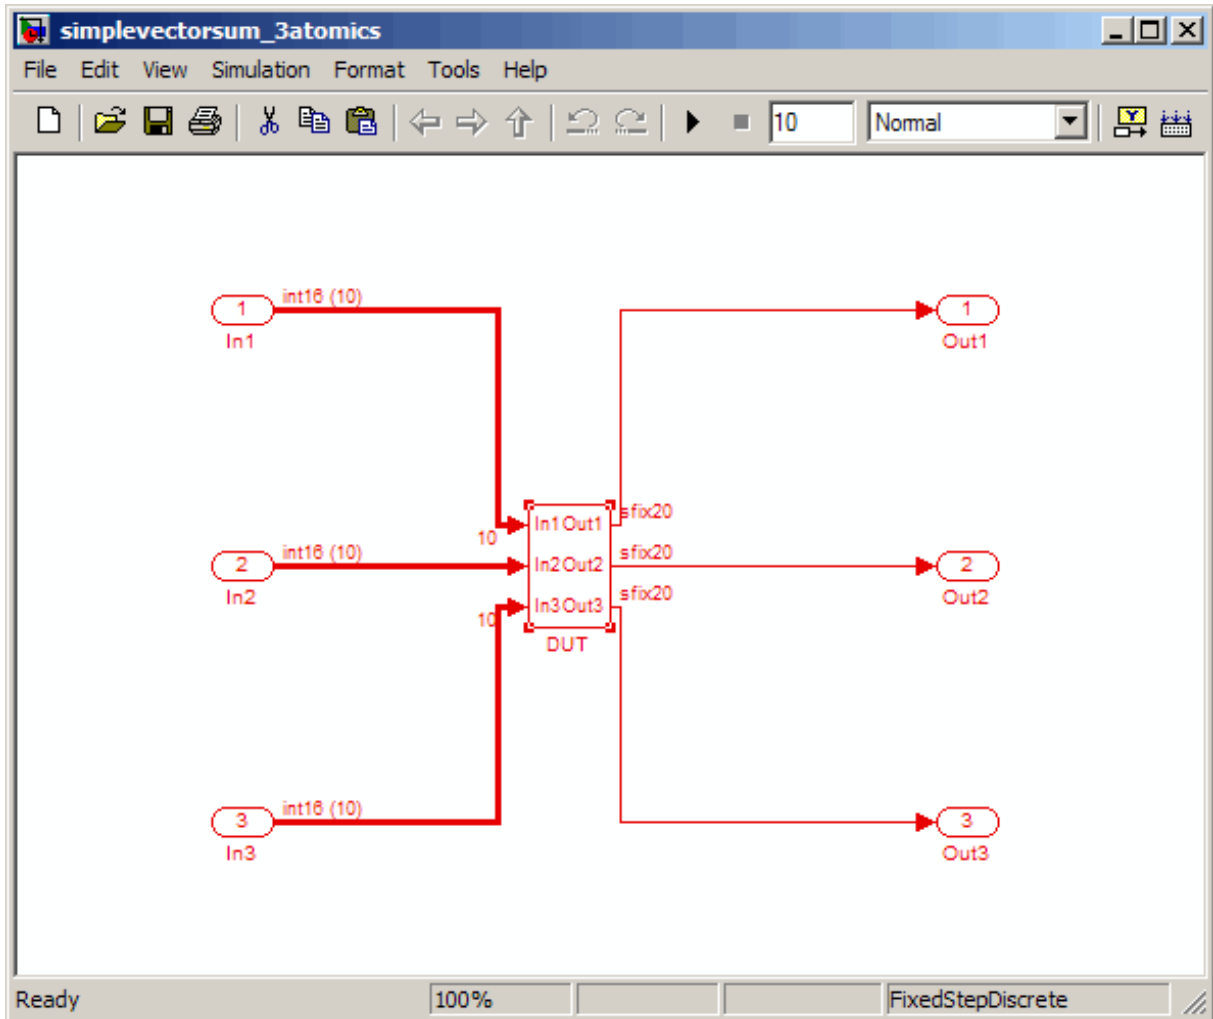 simplevectorsum_3atomics
File Edit View Simulation Format Tools Help
10 Normal
1 int16 (10)
In1
1
Out1
10
In1 Out1 sfix20
2 int16 (10)
In2
In2 Out2 sfix20
2
Out2
10
In3 Out3 sfix20
DUT
3 int16 (10)
In3
3
Out3
Ready 100% FixedStepDiscrete